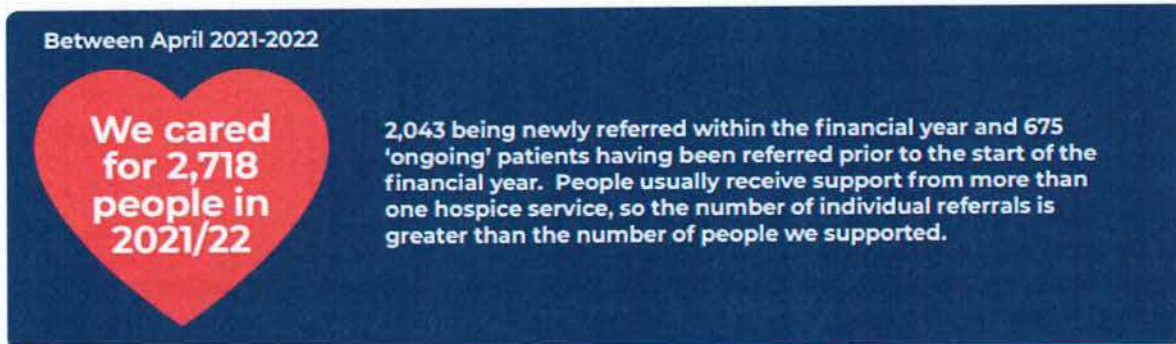 Between April 2021-2022
We cared
for 2,718
people in
2021/22
2,043 being newly referred within the financial year and 675
'ongoing' patients having been referred prior to the start of the
financial year. People usually receive support from more than
one hospice service, so the number of individual referrals is
greater than the number of people we supported.